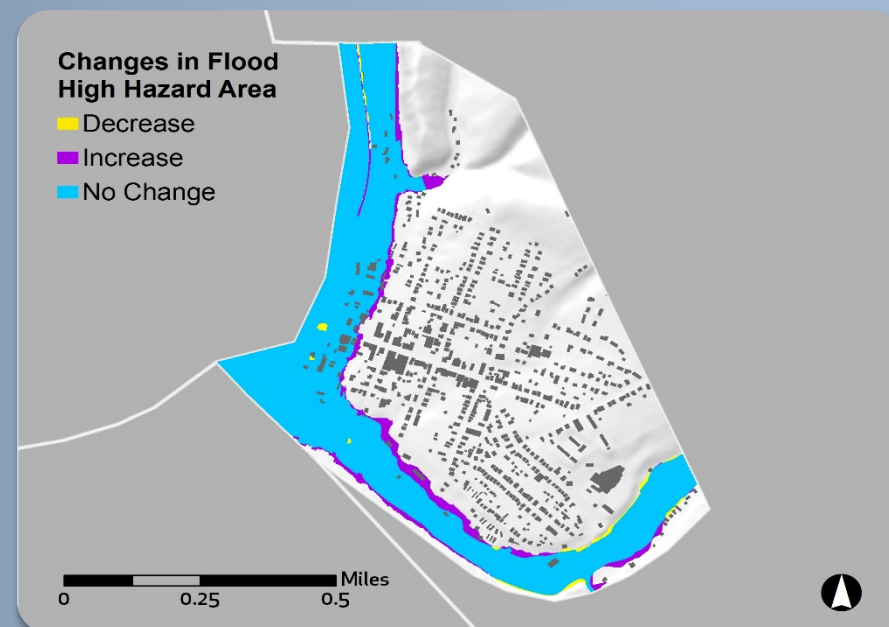 Changes in Flood
High Hazard Area
Decrease
Increase
No Change
Miles
0 0.25 0.5